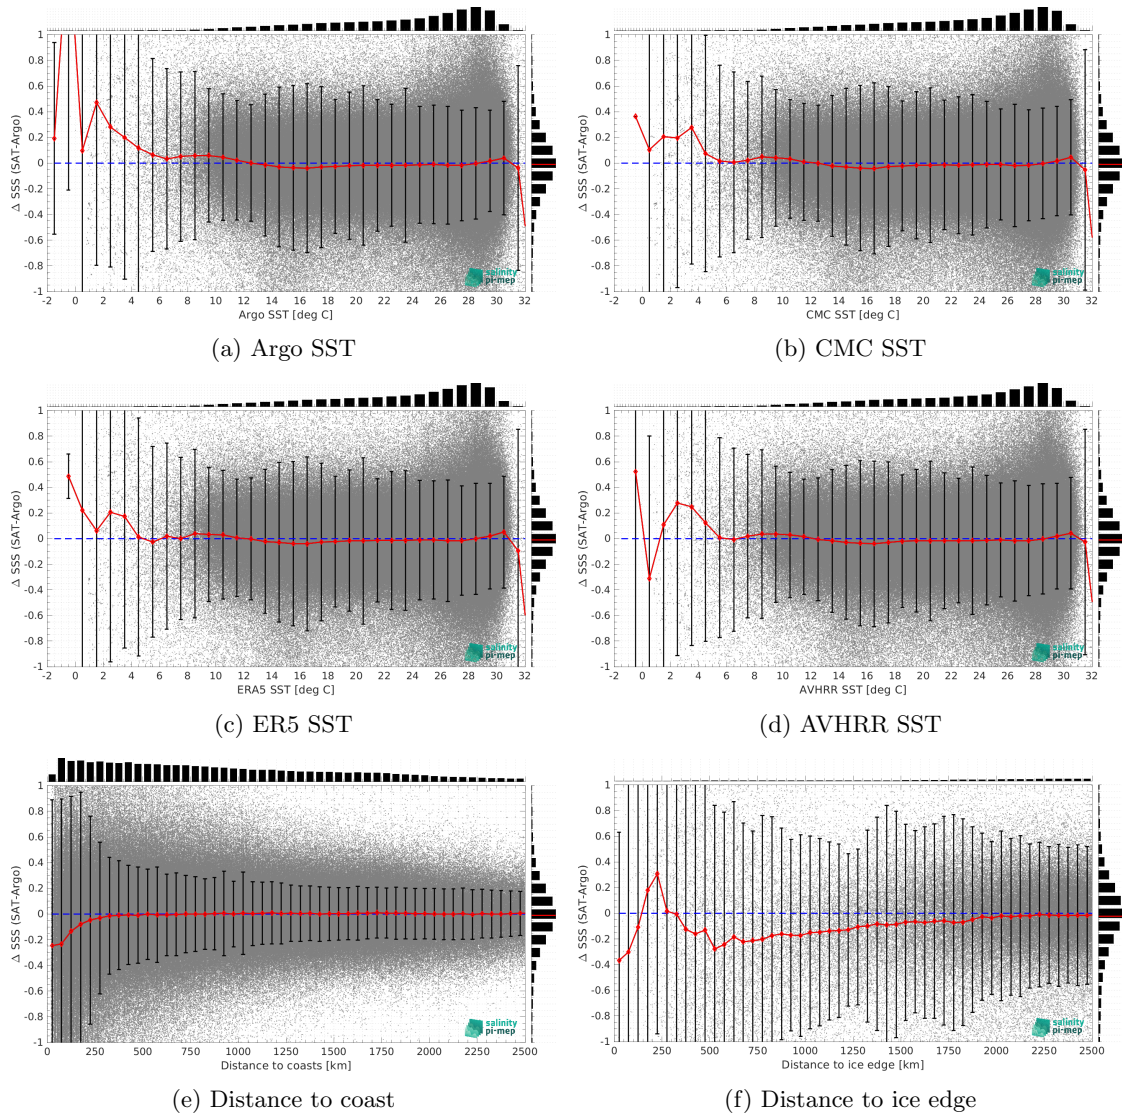 1
0.8
0.6
0.4
0.2
0
-0.2
-0.4
-0.6
-0.8
-1
Δ SSS (SAT-Argo)
salinity
pi-mep
-2 0 2 4 6 8 10 12 14 16 18 20 22 24 26 28 30 32
Argo SST [deg C]
(a) Argo SST
1
0.8
0.6
0.4
0.2
0
-0.2
-0.4
-0.6
-0.8
-1
Δ SSS (SAT-Argo)
salinity
pi-mep
-2 0 2 4 6 8 10 12 14 16 18 20 22 24 26 28 30 32
CMC SST [deg C]
(b) CMC SST
1
0.8
0.6
0.4
0.2
0
-0.2
-0.4
-0.6
-0.8
-1
Δ SSS (SAT-Argo)
salinity
pi-mep
-2 0 2 4 6 8 10 12 14 16 18 20 22 24 26 28 30 32
ERA5 SST [deg C]
(c) ER5 SST
1
0.8
0.6
0.4
0.2
0
-0.2
-0.4
-0.6
-0.8
-1
Δ SSS (SAT-Argo)
salinity
pi-mep
-2 0 2 4 6 8 10 12 14 16 18 20 22 24 26 28 30 32
AVHRR SST [deg C]
(d) AVHRR SST
1
0.8
0.6
0.4
0.2
0
-0.2
-0.4
-0.6
-0.8
-1
Δ SSS (SAT-Argo)
salinity
pi-mep
0 250 500 750 1000 1250 1500 1750 2000 2250 2500
Distance to coasts [km]
(e) Distance to coast
1
0.8
0.6
0.4
0.2
0
-0.2
-0.4
-0.6
-0.8
-1
Δ SSS (SAT-Argo)
salinity
pi-mep
0 250 500 750 1000 1250 1500 1750 2000 2250 2500
Distance to ice edge [km]
(f) Distance to ice edge